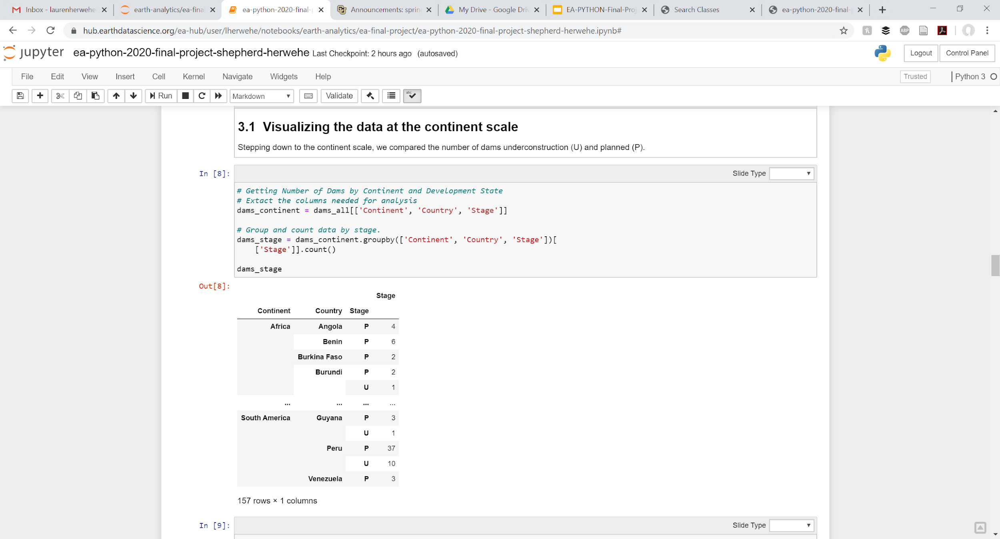 Inbox - laurenherwehe
earth-analytics/ea-final
ea-python-2020-final-
Announcements: sprin
My Drive - Google Driv
EA-PYTHON-Final-Proj
Search Classes
ea-python-2020-final-
hub.earthdatascience.org/ea-hub/user/lherwehe/notebooks/earth-analytics/ea-final-project/ea-python-2020-final-project-shepherd-herwehe.ipynb#
ABP
jupyter ea-python-2020-final-project-shepherd-herwehe Last Checkpoint: 2 hours ago (autosaved)
Logout Control Panel
File Edit View Insert Cell Kernel Navigate Widgets Help
Trusted Python 3
Run Markdown Validate abc
3.1 Visualizing the data at the continent scale
Stepping down to the continent scale, we compared the number of dams underconstruction (U) and planned (P).
In [8]: Slide Type
# Getting Number of Dams by Continent and Development State
# Extact the columns needed for analysis
dams_continent = dams_all[['Continent', 'Country', 'Stage']]
# Group and count data by stage.
dams_stage = dams_continent.groupby(['Continent', 'Country', 'Stage'])[
['Stage']].count()
dams_stage
Out[8]:
Stage
Continent Country Stage
Africa Angola P 4
Benin P 6
Burkina Faso P 2
Burundi P 2
U 1
... ... ... ...
South America Guyana P 3
U 1
Peru P 37
U 10
Venezuela P 3
157 rows × 1 columns
In [9]: Slide Type